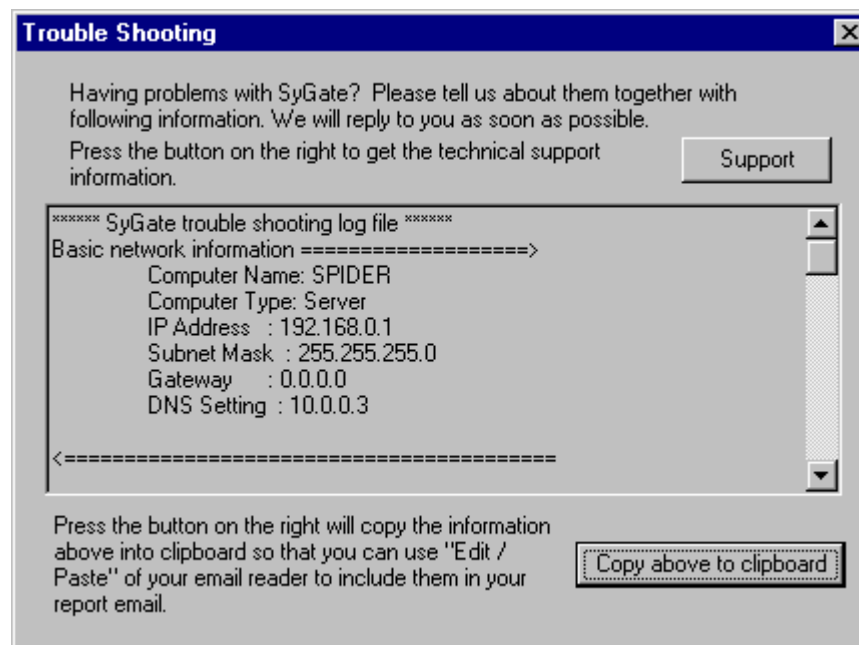 Trouble Shooting
Having problems with SyGate? Please tell us about them together with
following information. We will reply to you as soon as possible.
Press the button on the right to get the technical support
information.
Support
****** SyGate trouble shooting log file ******
Basic network information ===================>
Computer Name: SPIDER
Computer Type: Server
IP Address : 192.168.0.1
Subnet Mask : 255.255.255.0
Gateway : 0.0.0.0
DNS Setting : 10.0.0.3
<=========================================
Press the button on the right will copy the information
above into clipboard so that you can use "Edit /
Paste" of your email reader to include them in your
report email.
Copy above to clipboard